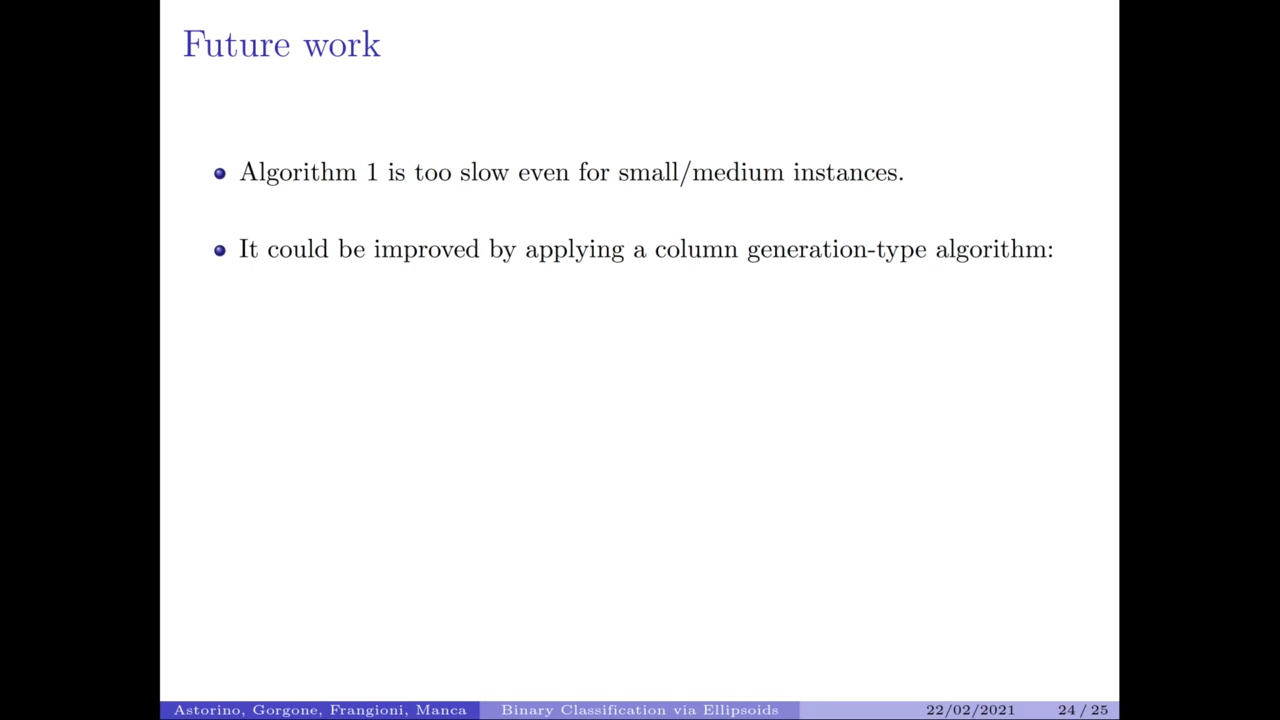 Future work
Algorithm 1 is too slow even for small/medium instances.
It could be improved by applying a column generation-type algorithm:
Astorino, Gorgone, Frangioni, Manca Binary Classification via Ellipsoids 22/02/2021 24 / 25